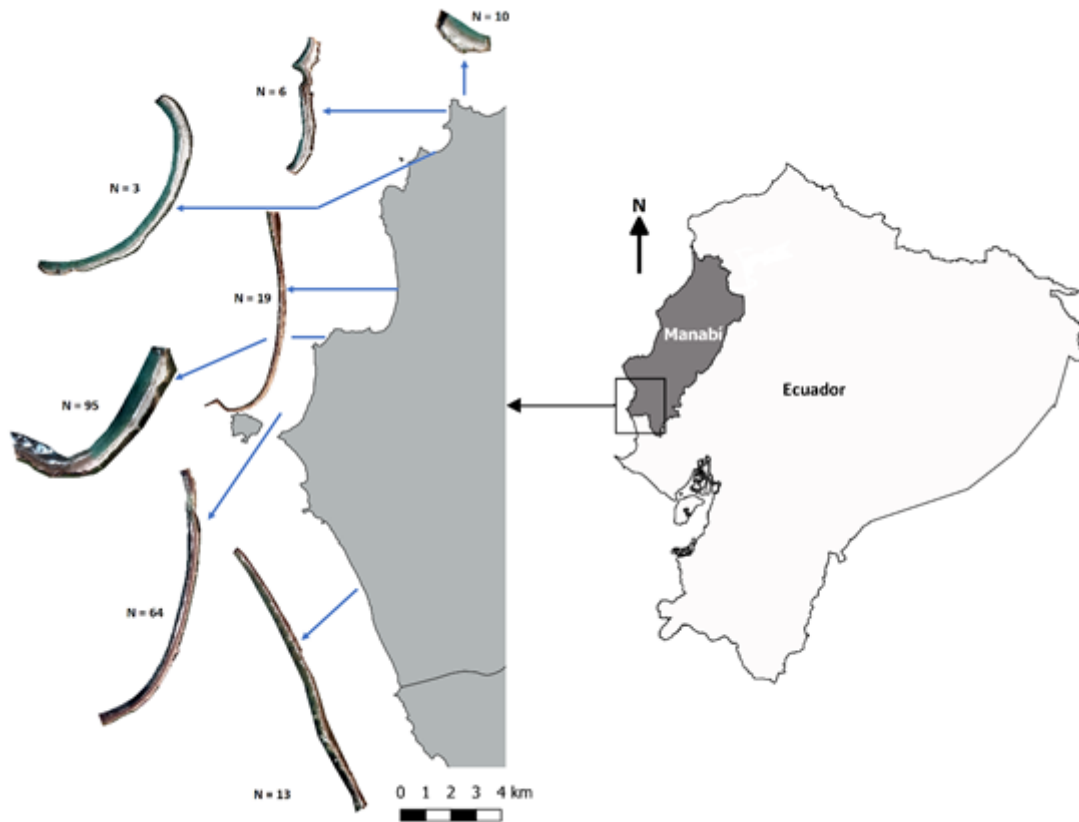 N = 10
N = 6
N = 3
N = 19
N = 95
N = 64
N = 13
0 1 2 3 4 km
N
Manabí
Ecuador